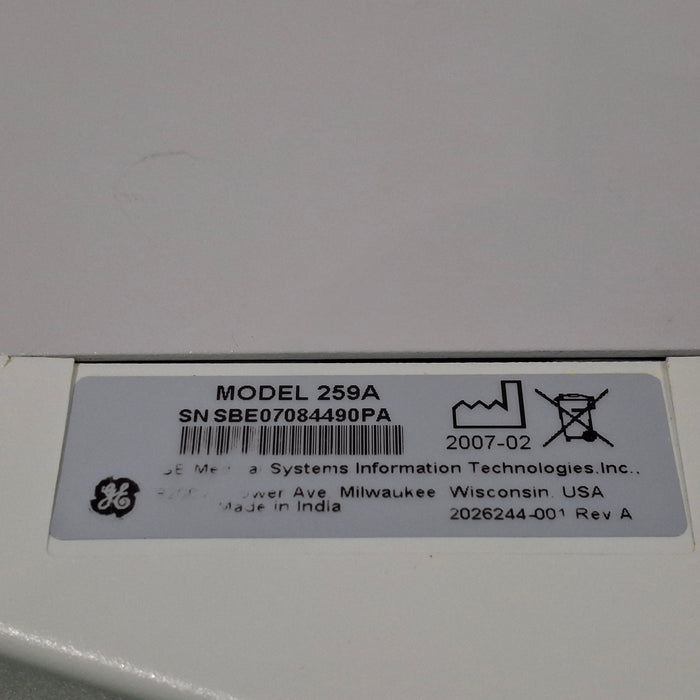 MODEL 259A
SN SBE07084490PA
2007-02
Systems Information Technologies, Inc.,
Ave Milwaukee Wisconsin. USA
Made in India
2026244-001 Rev A
GE